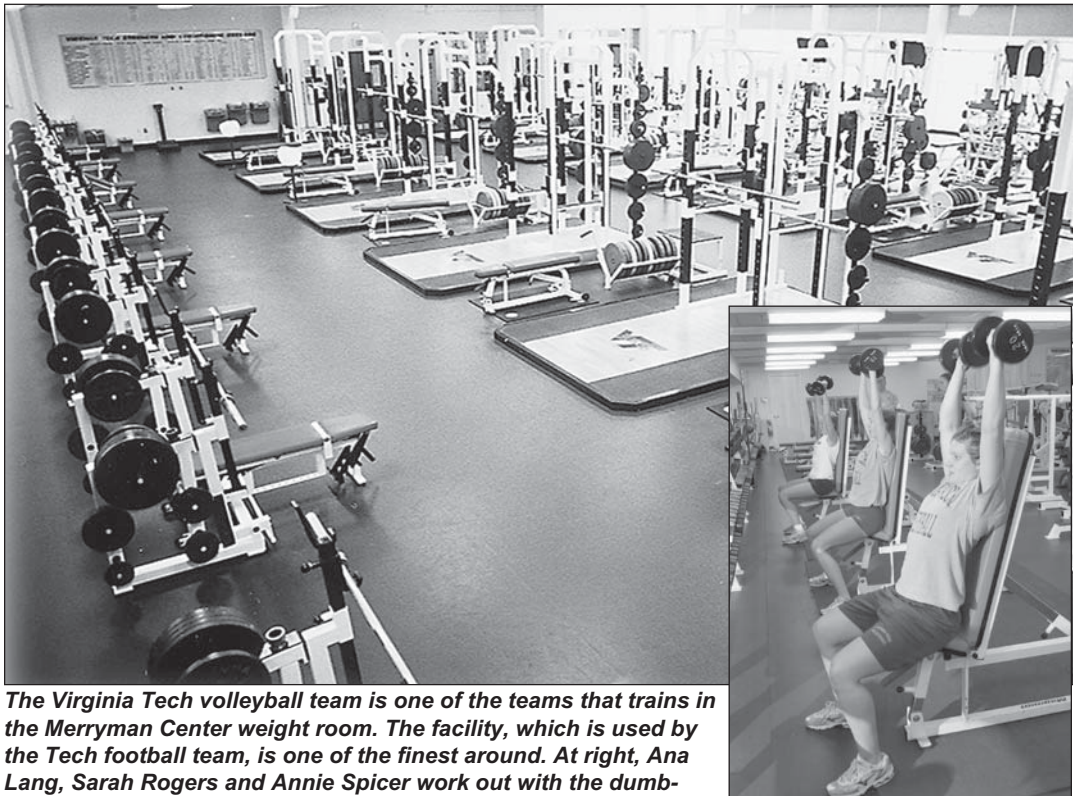 The Virginia Tech volleyball team is one of the teams that trains in
the Merryman Center weight room. The facility, which is used by
the Tech football team, is one of the finest around. At right, Ana
Lang, Sarah Rogers and Annie Spicer work out with the dumb-